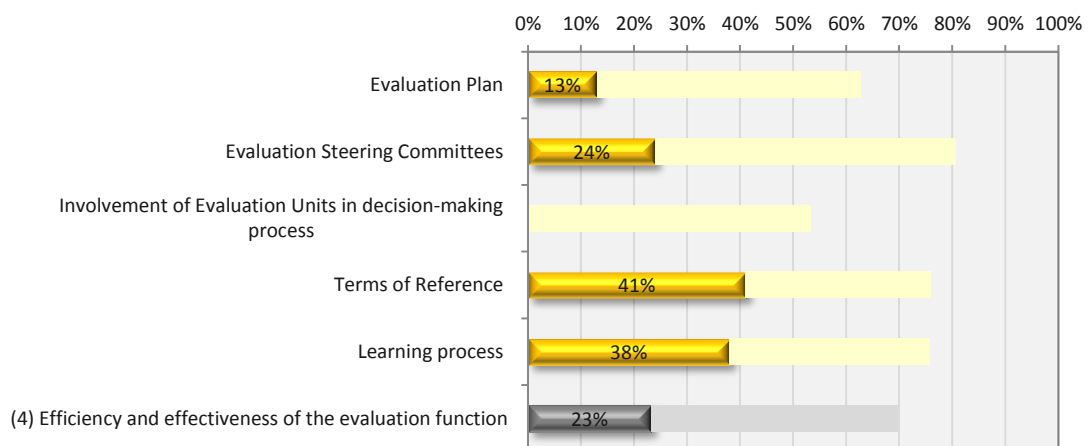 0% 10% 20% 30% 40% 50% 60% 70% 80% 90% 100%
Evaluation Plan 13%
Evaluation Steering Committees 24%
Involvement of Evaluation Units in decision-making
process
Terms of Reference 41%
Learning process 38%
(4) Efficiency and effectiveness of the evaluation function 23%